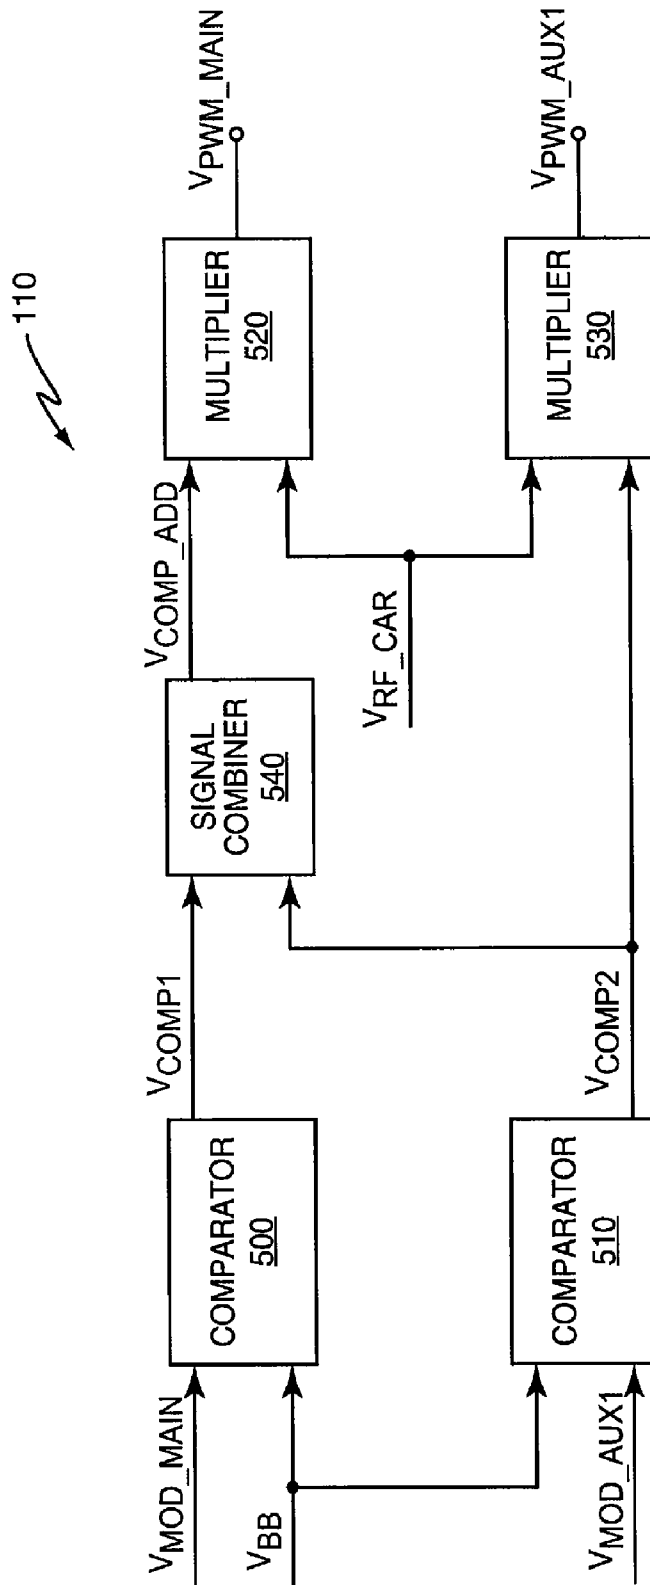 110
V_MOD_MAIN
V_BB
V_MOD_AUX1
COMPARATOR
500
COMPARATOR
510
V_COMP1
V_COMP2
SIGNAL
COMBINER
540
V_COMP_ADD
V_RF_CAR
MULTIPLIER
520
MULTIPLIER
530
V_PWM_MAIN
V_PWM_AUX1